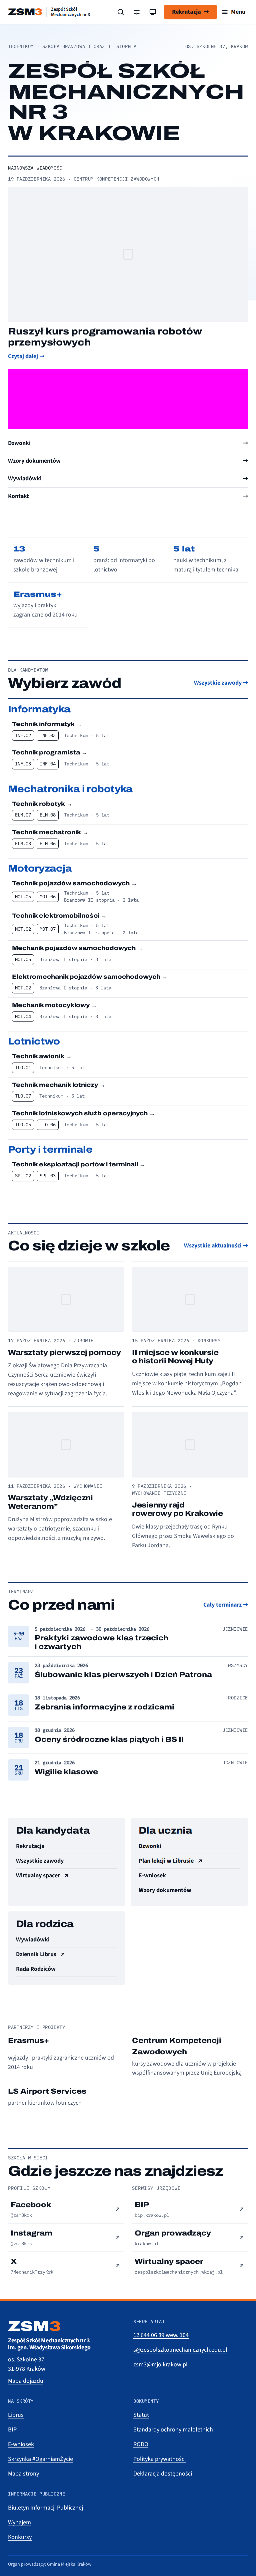 ZSM3
Zespół Szkół
Mechanicznych nr 3
Rekrutacja →
Menu
TECHNIKUM · SZKOŁA BRANŻOWA I ORAZ II STOPNIA
OS. SZKOLNE 37, KRAKÓW
ZESPÓŁ SZKÓŁ
MECHANICZNYCH
NR 3
W KRAKOWIE
NAJNOWSZA WIADOMOŚĆ
19 PAŹDZIERNIKA 2026 · CENTRUM KOMPETENCJI ZAWODOWYCH
Ruszył kurs programowania robotów
przemysłowych
Czytaj dalej →
Dzwonki →
Wzory dokumentów →
Wywiadówki →
Kontakt →
13
zawodów w technikum i
szkole branżowej
5
branż: od informatyki po
lotnictwo
5 lat
nauki w technikum, z
maturą i tytułem technika
Erasmus+
wyjazdy i praktyki
zagraniczne od 2014 roku
DLA KANDYDATÓW
Wybierz zawód
Wszystkie zawody →
Informatyka
Technik informatyk →
INF.02 INF.03 Technikum · 5 lat
Technik programista →
INF.03 INF.04 Technikum · 5 lat
Mechatronika i robotyka
Technik robotyk →
ELM.07 ELM.08 Technikum · 5 lat
Technik mechatronik →
ELM.03 ELM.06 Technikum · 5 lat
Motoryzacja
Technik pojazdów samochodowych →
MOT.05 MOT.06 Technikum · 5 lat
Branżowa II stopnia · 2 lata
Technik elektromobilności →
MOT.02 MOT.07 Technikum · 5 lat
Branżowa II stopnia · 2 lata
Mechanik pojazdów samochodowych →
MOT.05 Branżowa I stopnia · 3 lata
Elektromechanik pojazdów samochodowych →
MOT.02 Branżowa I stopnia · 3 lata
Mechanik motocyklowy →
MOT.04 Branżowa I stopnia · 3 lata
Lotnictwo
Technik awionik →
TLO.01 Technikum · 5 lat
Technik mechanik lotniczy →
TLO.07 Technikum · 5 lat
Technik lotniskowych służb operacyjnych →
TLO.05 TLO.06 Technikum · 5 lat
Porty i terminale
Technik eksploatacji portów i terminali →
SPL.02 SPL.03 Technikum · 5 lat
AKTUALNOŚCI
Co się dzieje w szkole
Wszystkie aktualności →
17 PAŹDZIERNIKA 2026 · ZDROWIE
Warsztaty pierwszej pomocy
Z okazji Światowego Dnia Przywracania
Czynności Serca uczniowie ćwiczyli
resuscytację krążeniowo-oddechową i
reagowanie w sytuacji zagrożenia życia.
15 PAŹDZIERNIKA 2026 · KONKURSY
II miejsce w konkursie
o historii Nowej Huty
Uczniowie klasy piątej technikum zajęli II
miejsce w konkursie historycznym „Bogdan
Włosik i Jego Nowohucka Mała Ojczyzna”.
11 PAŹDZIERNIKA 2026 · WYCHOWANIE
Warsztaty „Wdzięczni
Weteranom”
Drużyna Mistrzów poprowadziła w szkole
warsztaty o patriotyzmie, szacunku i
odpowiedzialności, z muzyką na żywo.
9 PAŹDZIERNIKA 2026 ·
WYCHOWANIE FIZYCZNE
Jesienny rajd
rowerowy po Krakowie
Dwie klasy przejechały trasę od Rynku
Głównego przez Smoka Wawelskiego do
Parku Jordana.
TERMINARZ
Co przed nami
Cały terminarz →
5–30
PAŹ
5 października 2026 – 30 października 2026
UCZNIOWIE
Praktyki zawodowe klas trzecich
i czwartych
23
PAŹ
23 października 2026
WSZYSCY
Ślubowanie klas pierwszych i Dzień Patrona
18
LIS
18 listopada 2026
RODZICE
Zebrania informacyjne z rodzicami
18
GRU
18 grudnia 2026
UCZNIOWIE
Oceny śródroczne klas piątych i BS II
21
GRU
21 grudnia 2026
UCZNIOWIE
Wigilie klasowe
Dla kandydata
Rekrutacja
Wszystkie zawody
Wirtualny spacer ↗
Dla ucznia
Dzwonki
Plan lekcji w Librusie ↗
E-wniosek
Wzory dokumentów
Dla rodzica
Wywiadówki
Dziennik Librus ↗
Rada Rodziców
PARTNERZY I PROJEKTY
Erasmus+
wyjazdy i praktyki zagraniczne uczniów od
2014 roku
Centrum Kompetencji
Zawodowych
kursy zawodowe dla uczniów w projekcie
współfinansowanym przez Unię Europejską
LS Airport Services
partner kierunków lotniczych
SZKOŁA W SIECI
Gdzie jeszcze nas znajdziesz
PROFILE SZKOŁY
Facebook ↗
@zsm3krk
Instagram ↗
@zsm3krk
X ↗
@MechanikTrzyKrk
SERWISY URZĘDOWE
BIP ↗
bip.krakow.pl
Organ prowadzący ↗
krakow.pl
Wirtualny spacer ↗
zespolszkolmechanicznych.wkraj.pl
ZSM3
Zespół Szkół Mechanicznych nr 3
im. gen. Władysława Sikorskiego
os. Szkolne 37
31-978 Kraków
Mapa dojazdu
SEKRETARIAT
12 644 06 89 wew. 104
s@zespolszkolmechanicznych.edu.pl
zsm3@mjo.krakow.pl
NA SKRÓTY
Librus
BIP
E-wniosek
Skrzynka #OgarniamŻycie
Mapa strony
DOKUMENTY
Statut
Standardy ochrony małoletnich
RODO
Polityka prywatności
Deklaracja dostępności
INFORMACJE PUBLICZNE
Biuletyn Informacji Publicznej
Wynajem
Konkursy
Organ prowadzący: Gmina Miejska Kraków